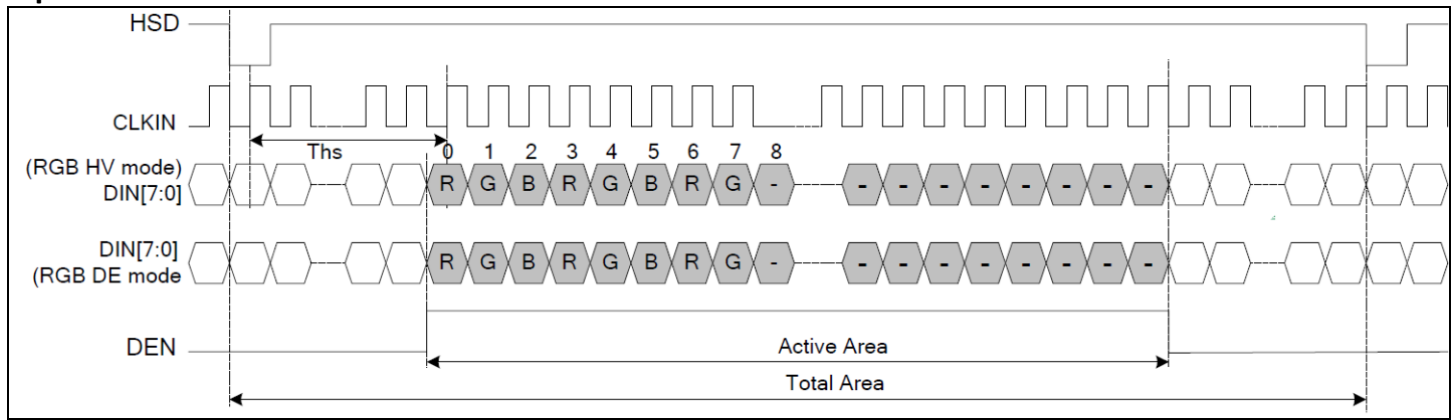 HSD
CLKIN
Ths
0 1 2 3 4 5 6 7 8
(RGB HV mode)
DIN[7:0]
R G B R G B R G - - - - - - - - -
DIN[7:0]
(RGB DE mode
R G B R G B R G - - - - - - - - -
DEN
Active Area
Total Area